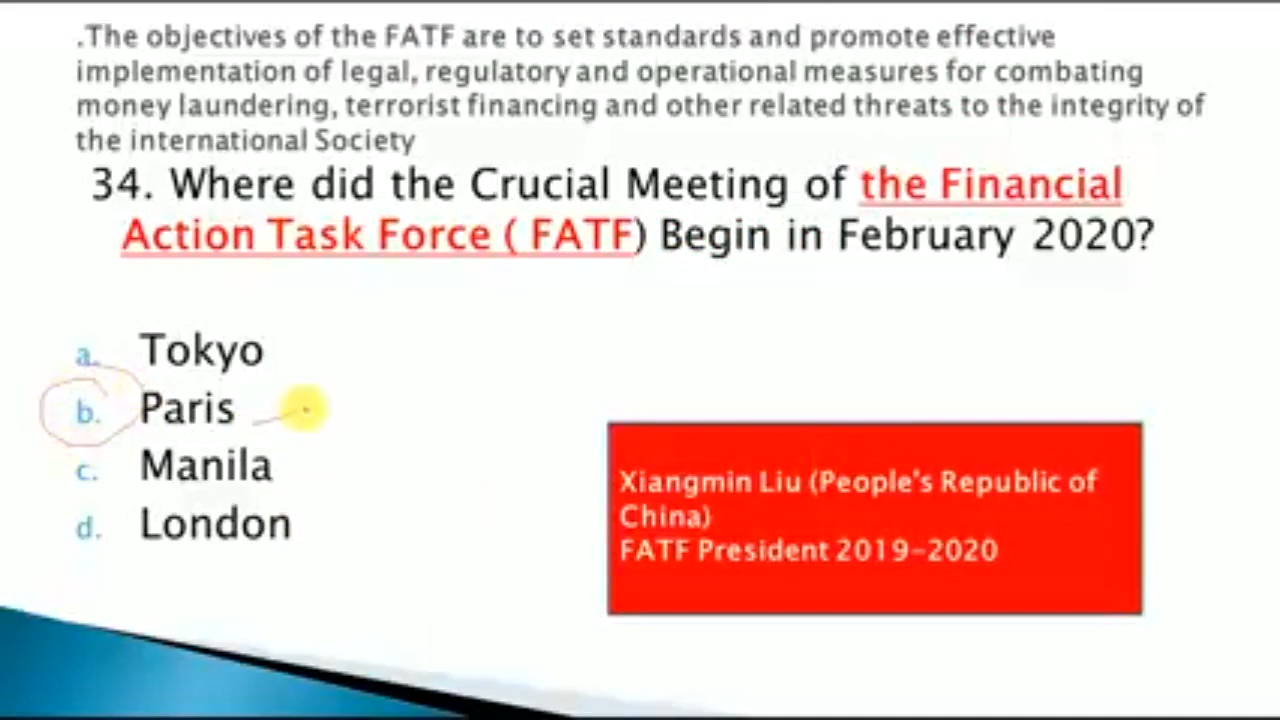 .The objectives of the FATF are to set standards and promote effective
implementation of legal, regulatory and operational measures for combating
money laundering, terrorist financing and other related threats to the integrity of
the international Society
34. Where did the Crucial Meeting of the Financial
Action Task Force ( FATF) Begin in February 2020?
a. Tokyo
b. Paris
c. Manila
d. London
Xiangmin Liu (People's Republic of
China)
FATF President 2019-2020